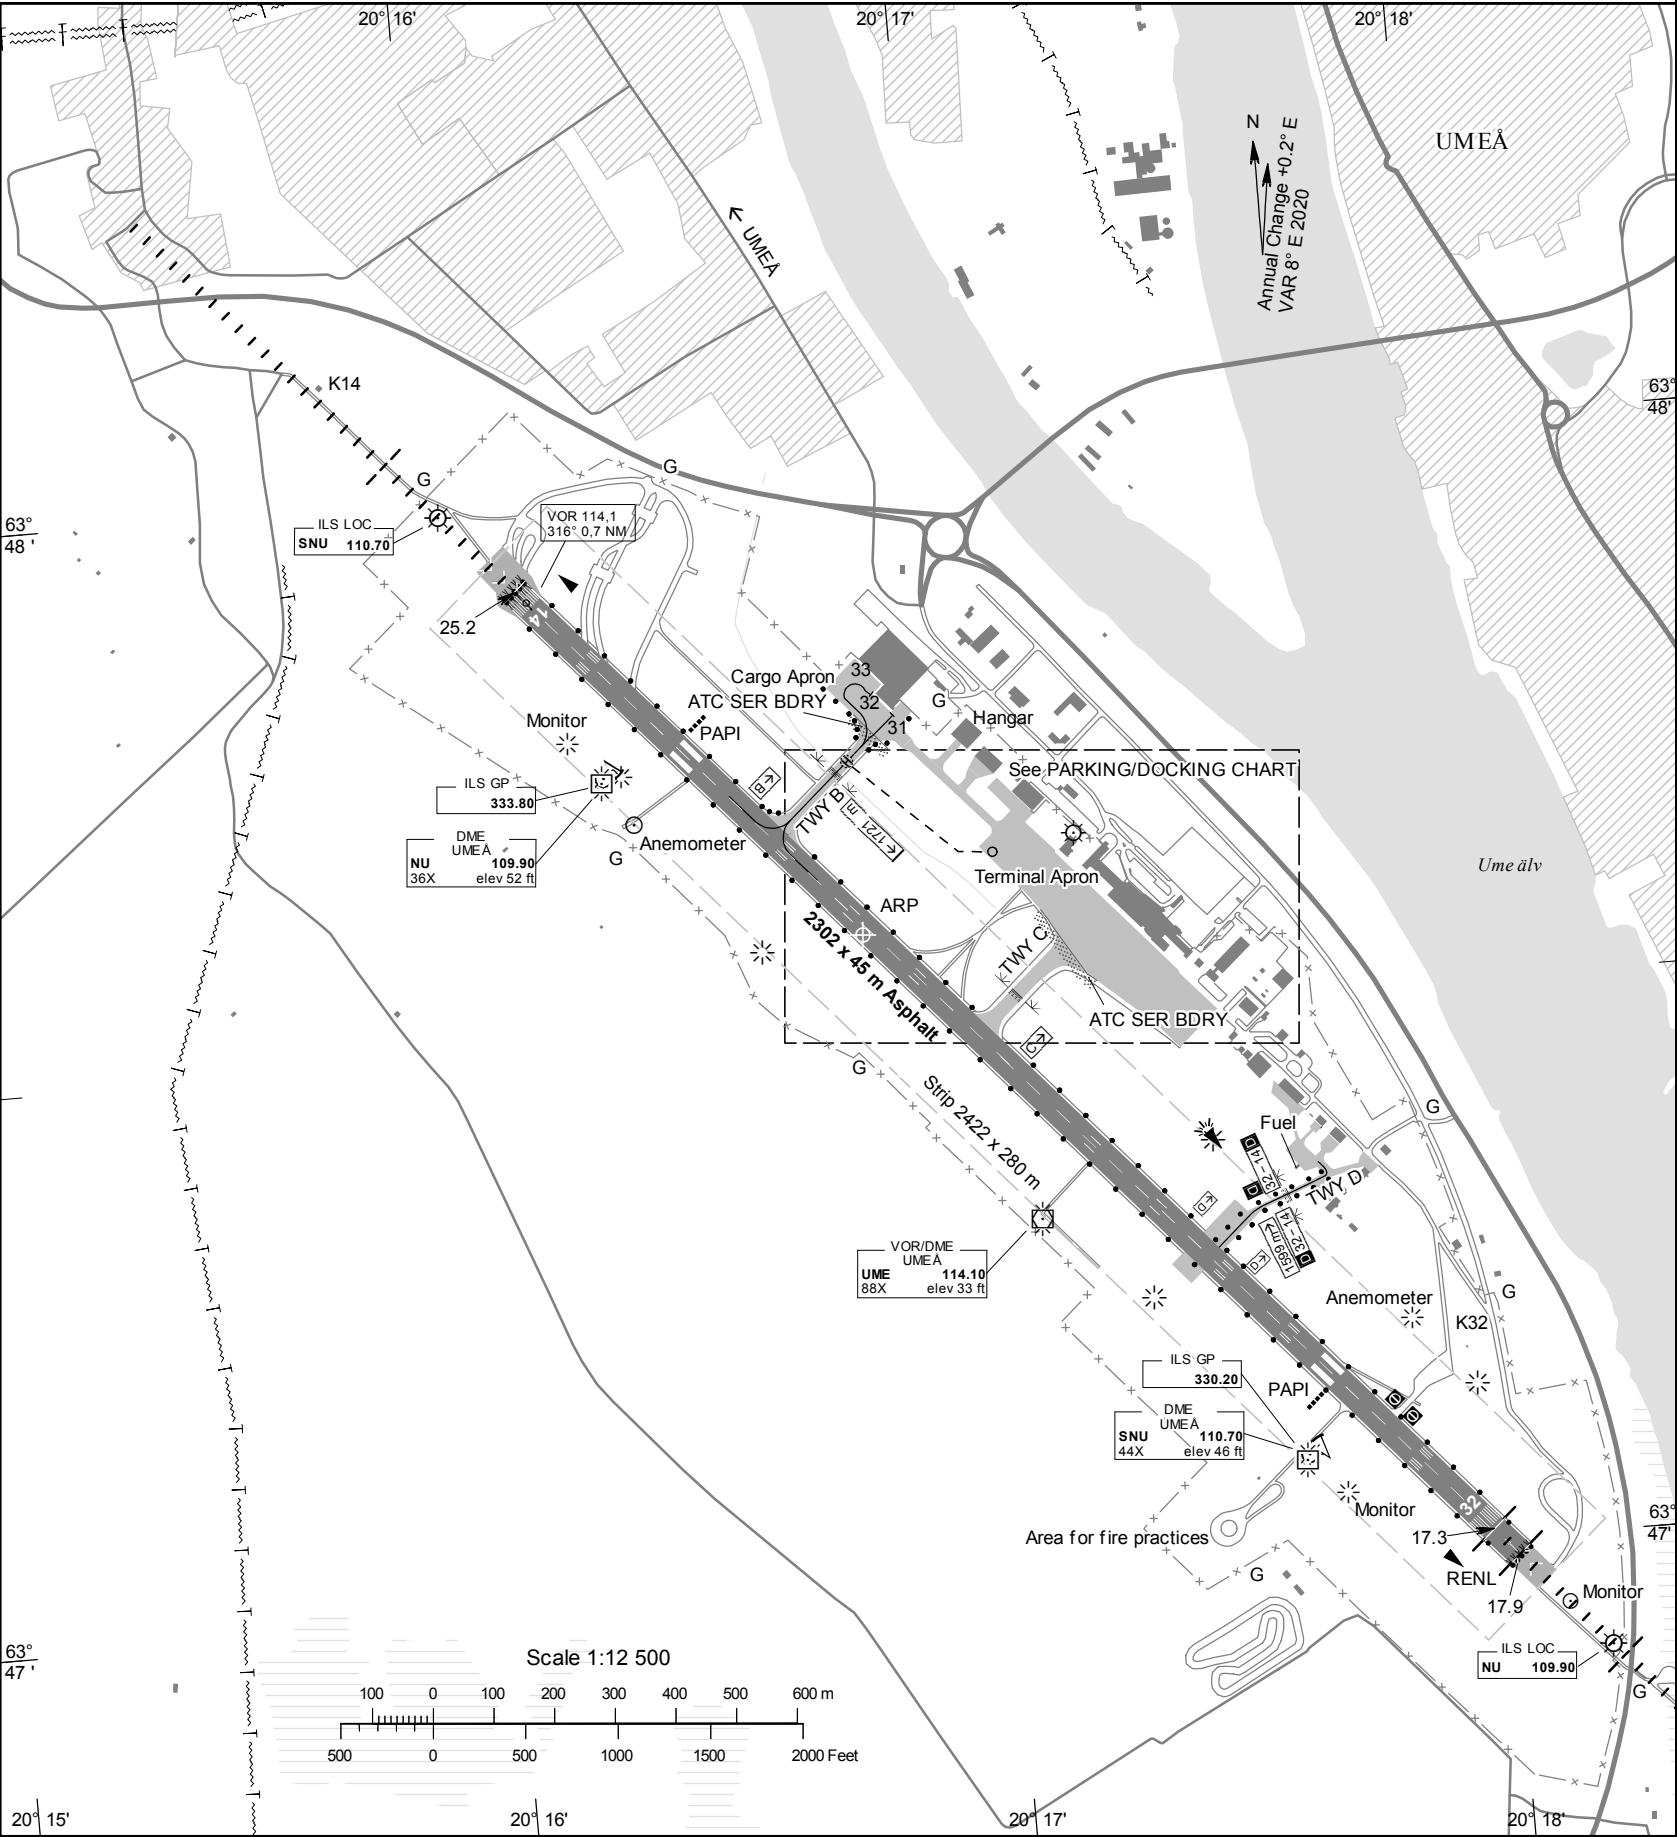 20° 16'
20° 17'
20° 18'
N
Annual Change +0.2° E
VAR 8° E 2020
UMEÅ
← UMEÅ
K14
63°
48'
G
G
63°
48 '
ILS LOC
SNU 110.70
VOR 114,1
316° 0,7 NM
25.2
14
33
Cargo Apron
ATC SER BDRY
32
31
G
Hangar
Monitor
PAPI
See PARKING/DOCKING CHART
B
TWY B
←1721 m
ILS GP
333.80
DME
UMEÅ
NU 109.90
36X elev 52 ft
Anemometer
G
Terminal Apron
Ume älv
ARP
2302 x 45 m Asphalt
TWY C
ATC SER BDRY
C
G
Strip 2422 x 280 m
G
Fuel
D
32-14
D
TWY D
D
1599 m→
32-14
D
D
VOR/DME
UMEÅ
UME 114.10
88X elev 33 ft
Anemometer
G
K32
ILS GP
330.20
PAPI
DME
UMEÅ
SNU 110.70
44X elev 46 ft
Monitor
32
Area for fire practices
17.3
63°
47'
RENL
G
17.9
Monitor
ILS LOC
NU 109.90
G
63°
47 '
Scale 1:12 500
100 0 100 200 300 400 500 600 m
500 0 500 1000 1500 2000 Feet
20° 15'
20° 16'
20° 17'
20° 18'